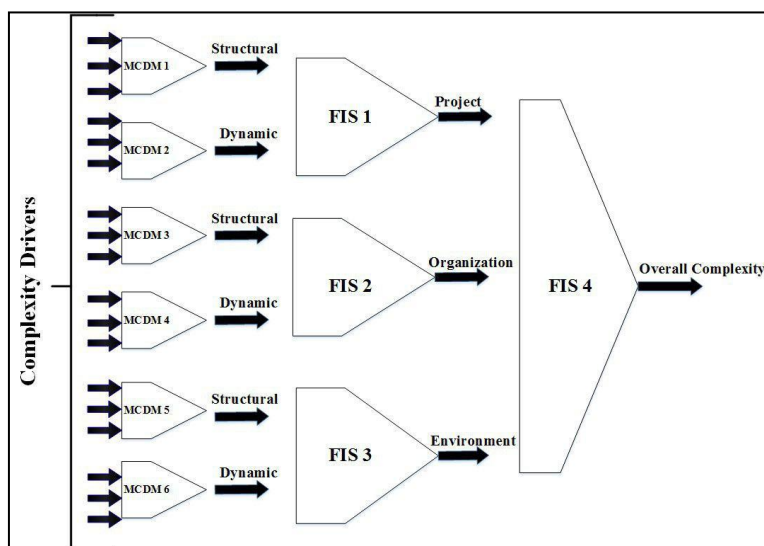 Complexity Drivers
MCDM 1
Structural
MCDM 2
Dynamic
FIS 1
Project
MCDM 3
Structural
MCDM 4
Dynamic
FIS 2
Organization
MCDM 5
Structural
MCDM 6
Dynamic
FIS 3
Environment
FIS 4
Overall Complexity